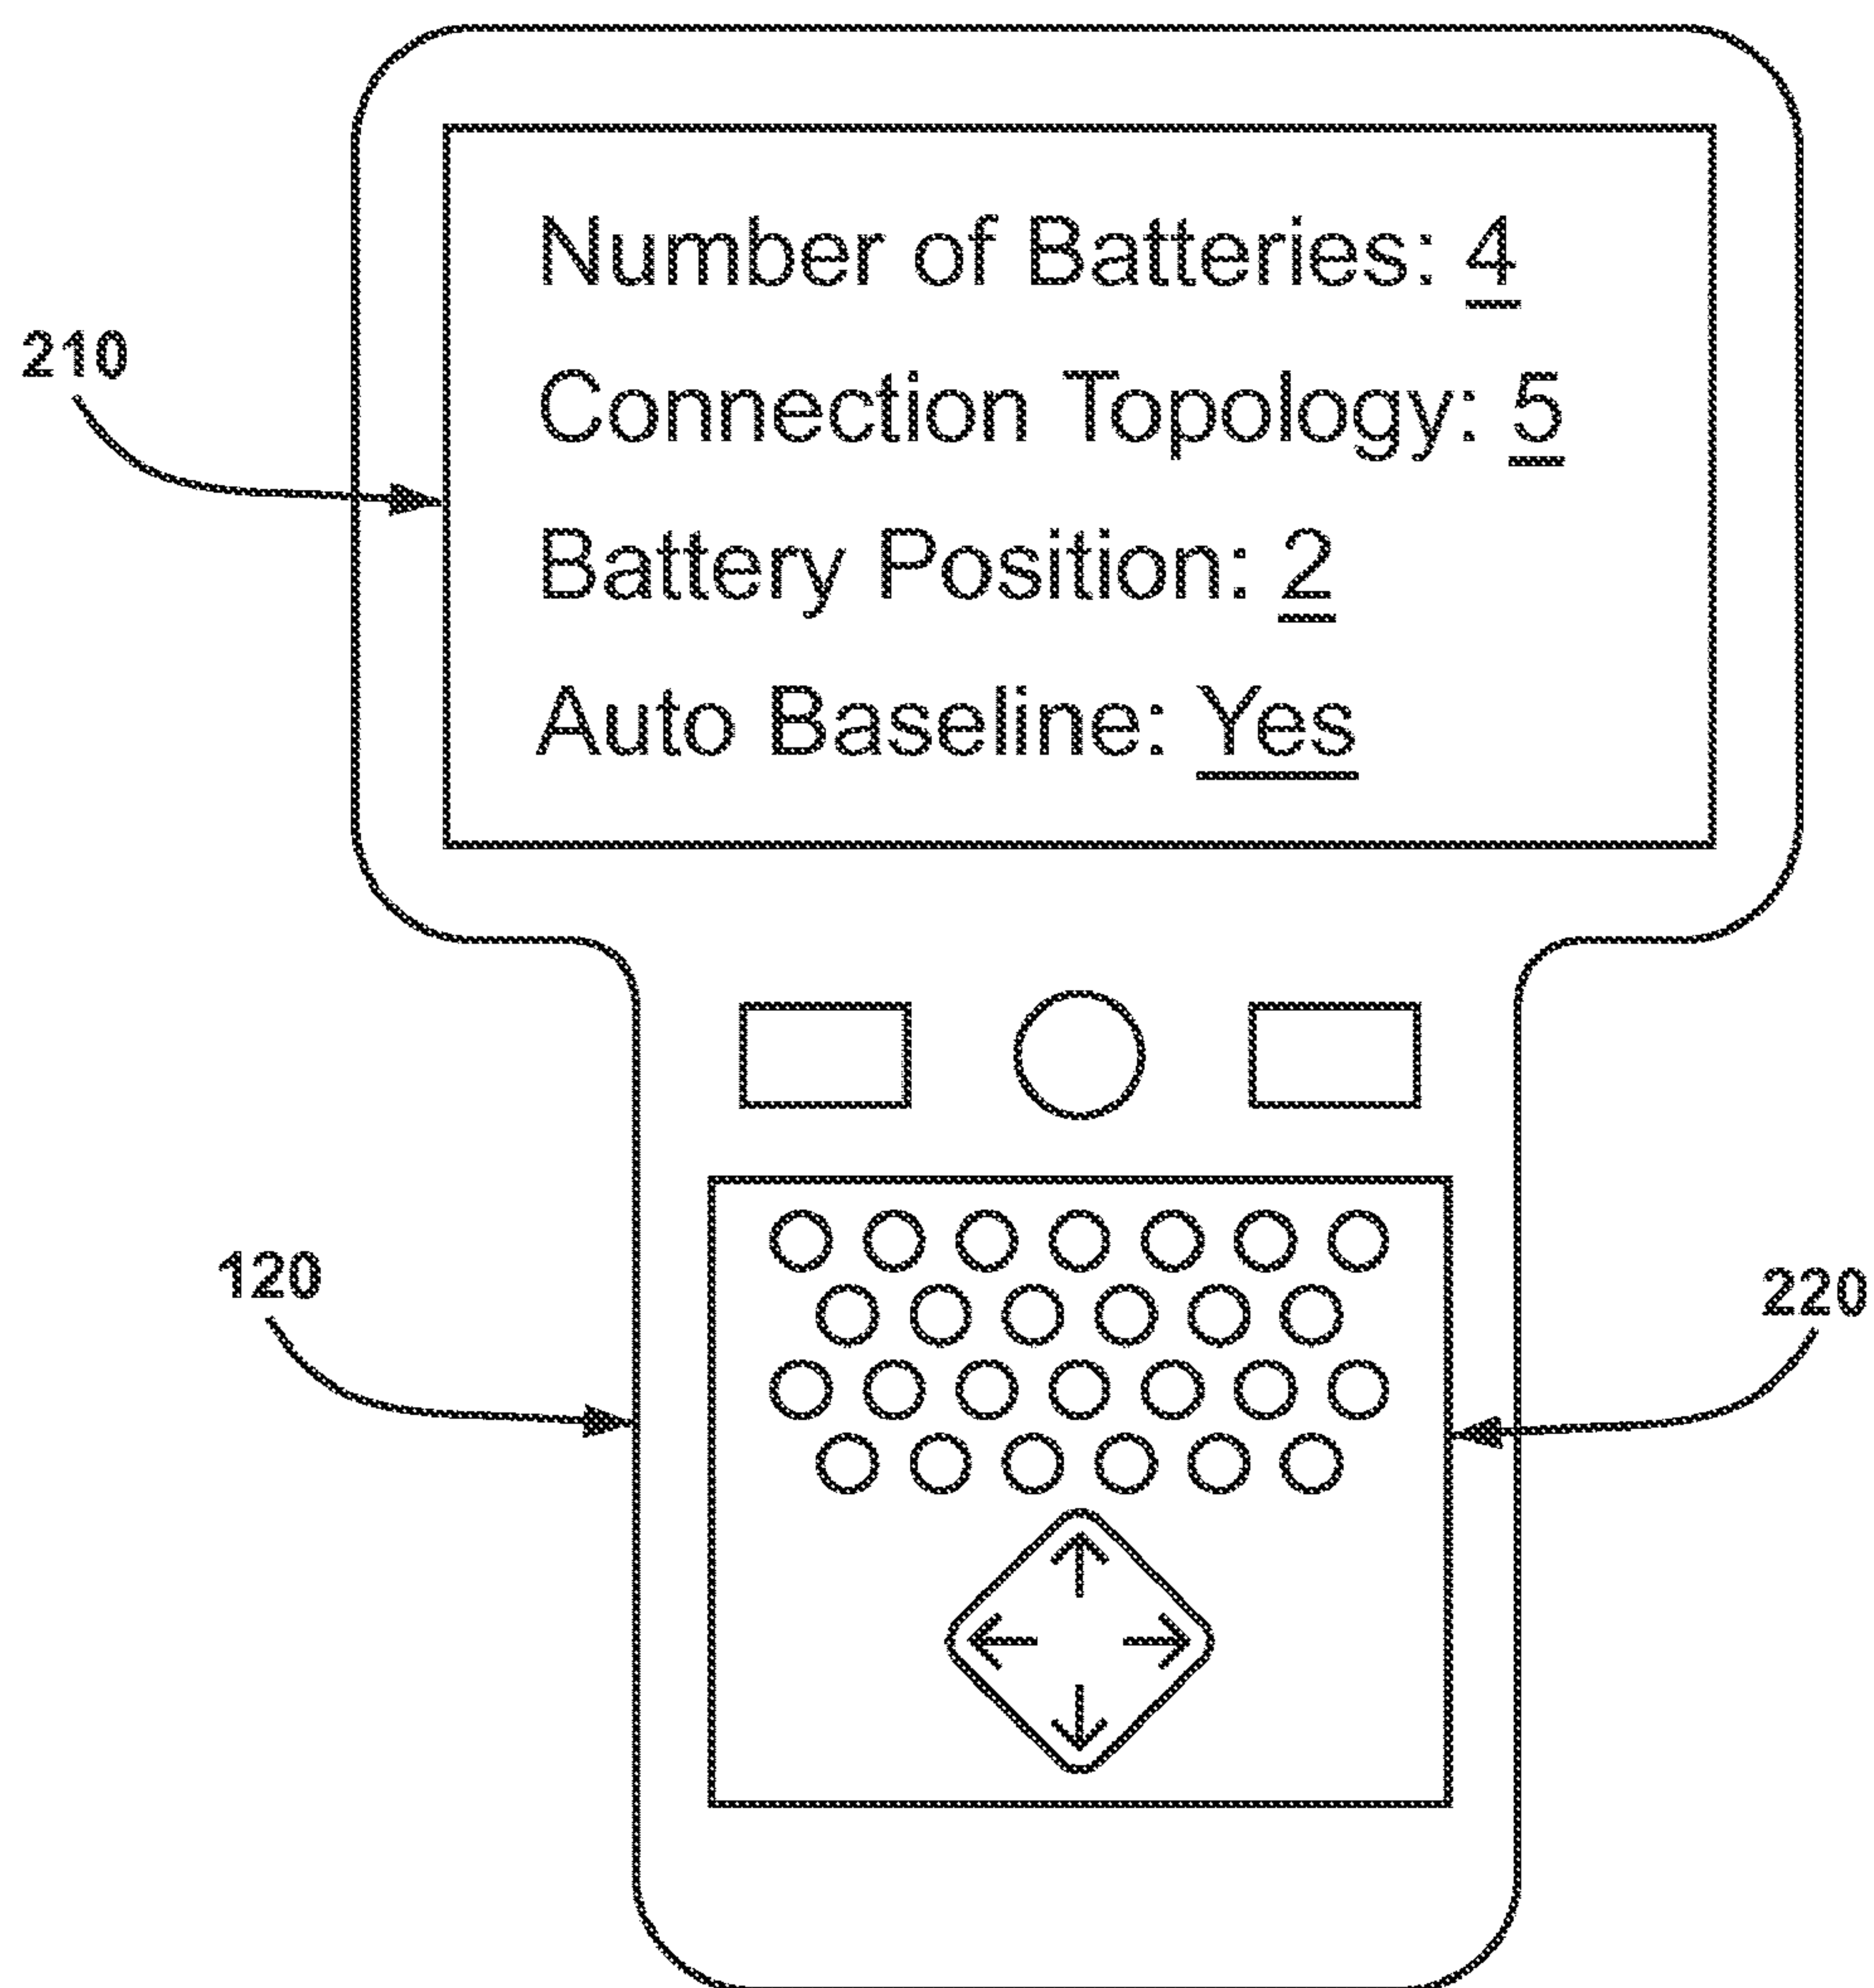 Number of Batteries: 4
210
Connection Topology: 5
Battery Position: 2
Auto Baseline: Yes
120
220